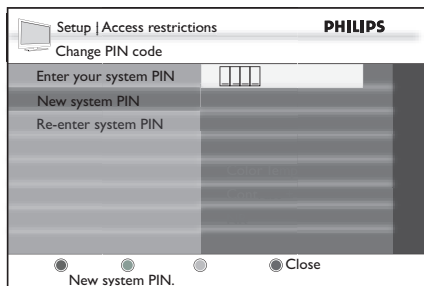 Setup | Access restrictions PHILIPS
Change PIN code
Enter your system PIN
New system PIN
Re-enter system PIN
Close
New system PIN.